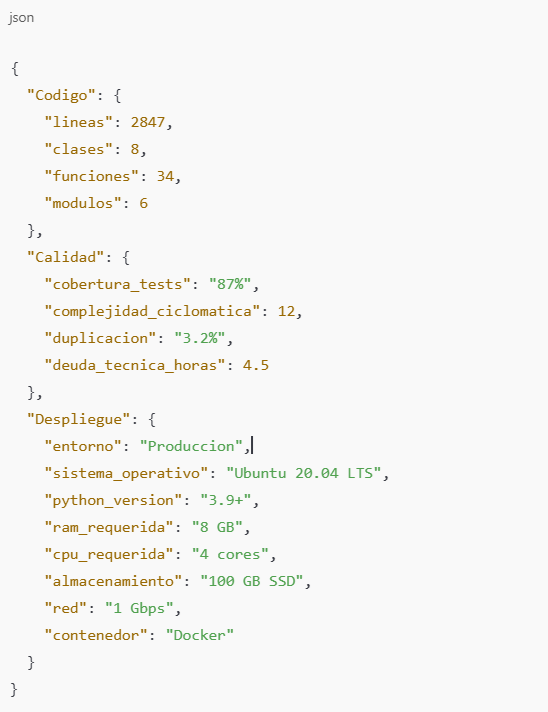 json
{
  "Codigo": {
    "lineas": 2847,
    "clases": 8,
    "funciones": 34,
    "modulos": 6
  },
  "Calidad": {
    "cobertura_tests": "87%",
    "complejidad_ciclomatica": 12,
    "duplicacion": "3.2%",
    "deuda_tecnica_horas": 4.5
  },
  "Despliegue": {
    "entorno": "Produccion",
    "sistema_operativo": "Ubuntu 20.04 LTS",
    "python_version": "3.9+",
    "ram_requerida": "8 GB",
    "cpu_requerida": "4 cores",
    "almacenamiento": "100 GB SSD",
    "red": "1 Gbps",
    "contenedor": "Docker"
  }
}